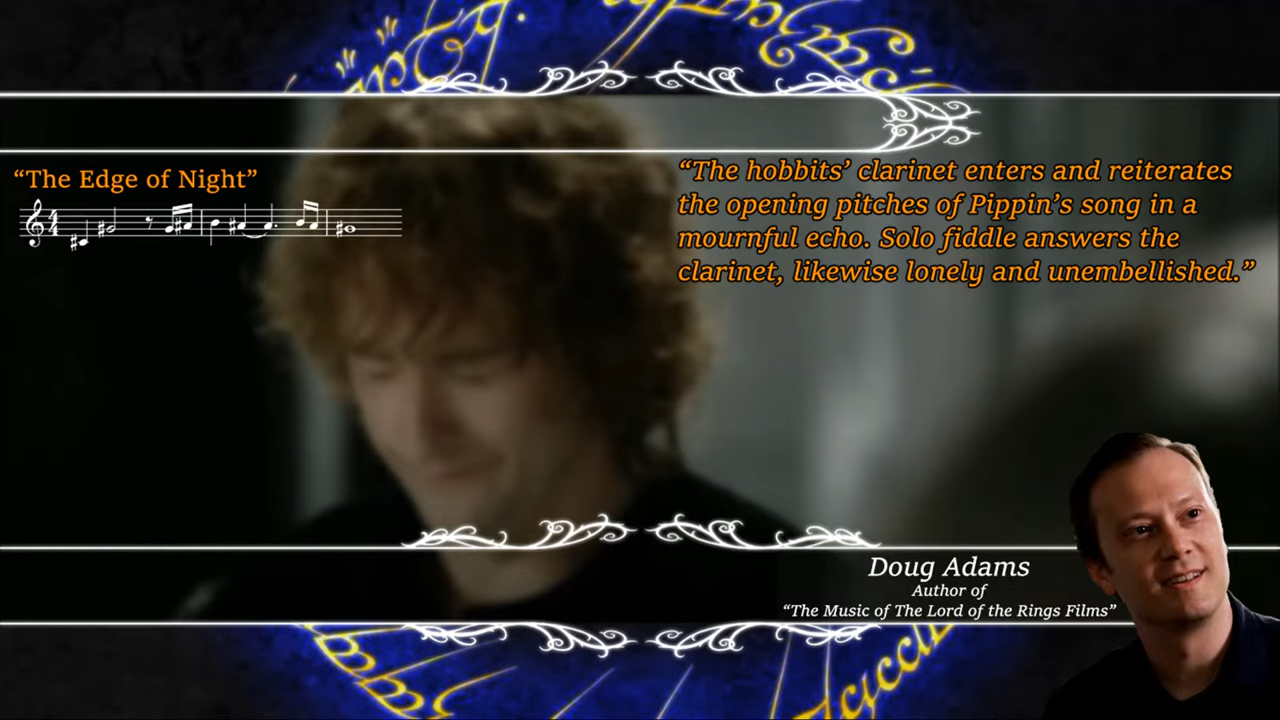 “The Edge of Night”
“The hobbits’ clarinet enters and reiterates
the opening pitches of Pippin’s song in a
mournful echo. Solo fiddle answers the
clarinet, likewise lonely and unembellished.”
Doug Adams
Author of
“The Music of The Lord of the Rings Films”